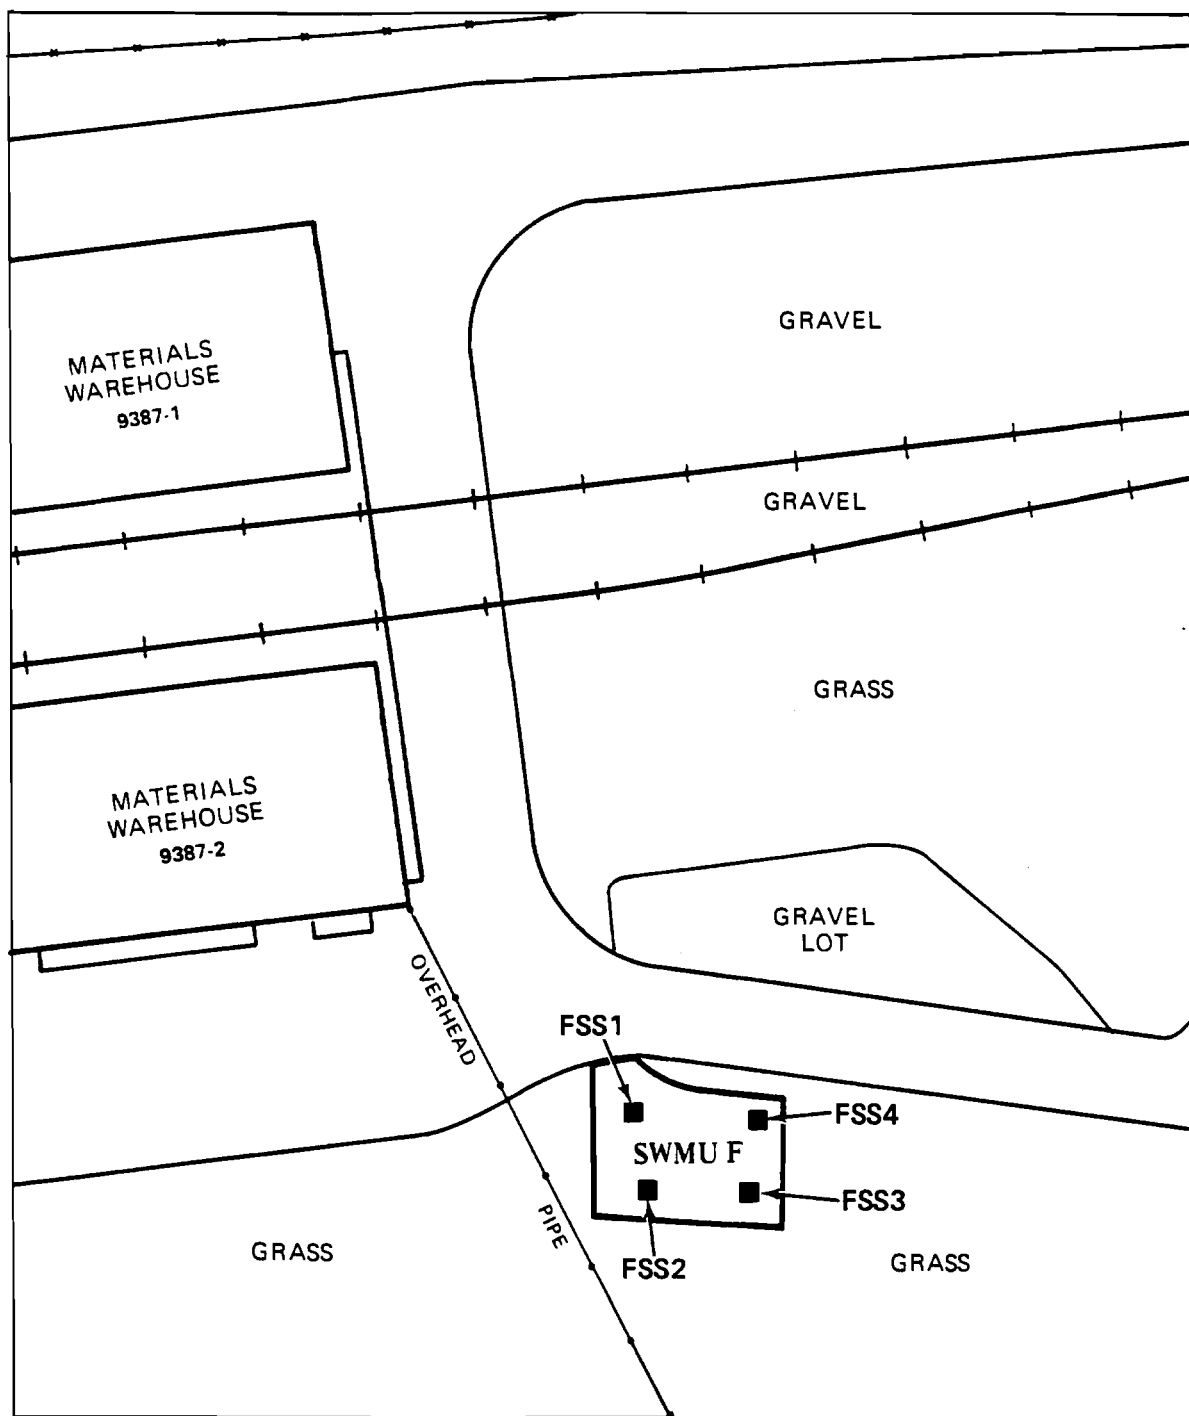 GRAVEL
MATERIALS
WAREHOUSE
9387-1
GRAVEL
GRASS
MATERIALS
WAREHOUSE
9387-2
GRAVEL
LOT
OVERHEAD
PIPE
FSS1
FSS4
SWMU F
FSS3
FSS2
GRASS
GRASS